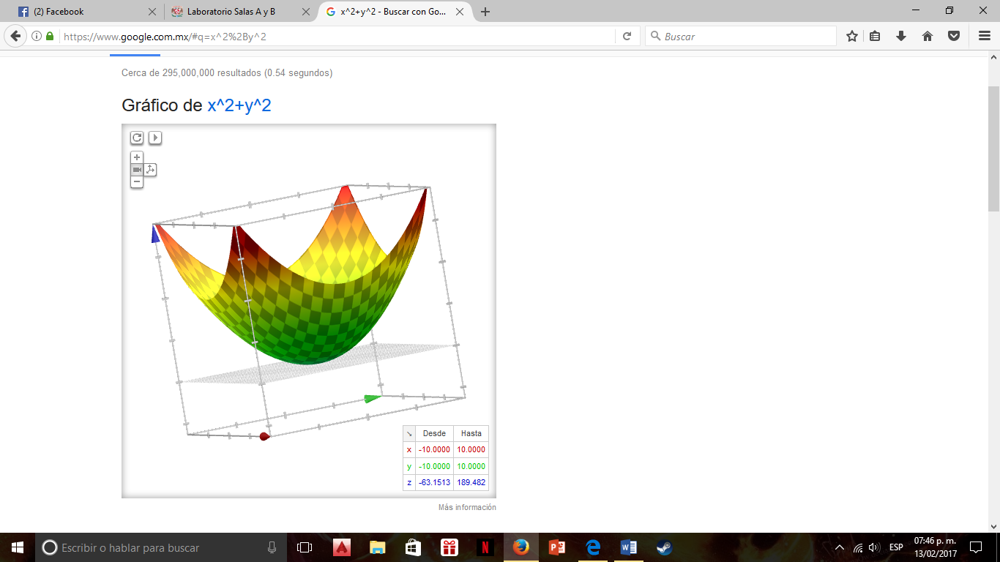 (2) Facebook
Laboratorio Salas A y B
x^2+y^2 - Buscar con Go...
https://www.google.com.mx/#q=x^2%2By^2
Buscar
Cerca de 295,000,000 resultados (0.54 segundos)
Gráfico de x^2+y^2
Desde Hasta
x -10.0000 10.0000
y -10.0000 10.0000
z -63.1513 189.482
Más información
Escribir o hablar para buscar
ESP
07:46 p. m.
13/02/2017